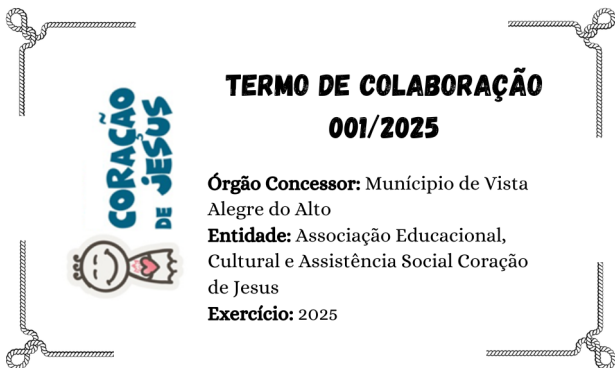 CORAÇÃO
DE JESUS
TERMO DE COLABORAÇÃO
001/2025
Órgão Concessor: Munícipio de Vista
Alegre do Alto
Entidade: Associação Educacional,
Cultural e Assistência Social Coração
de Jesus
Exercício: 2025